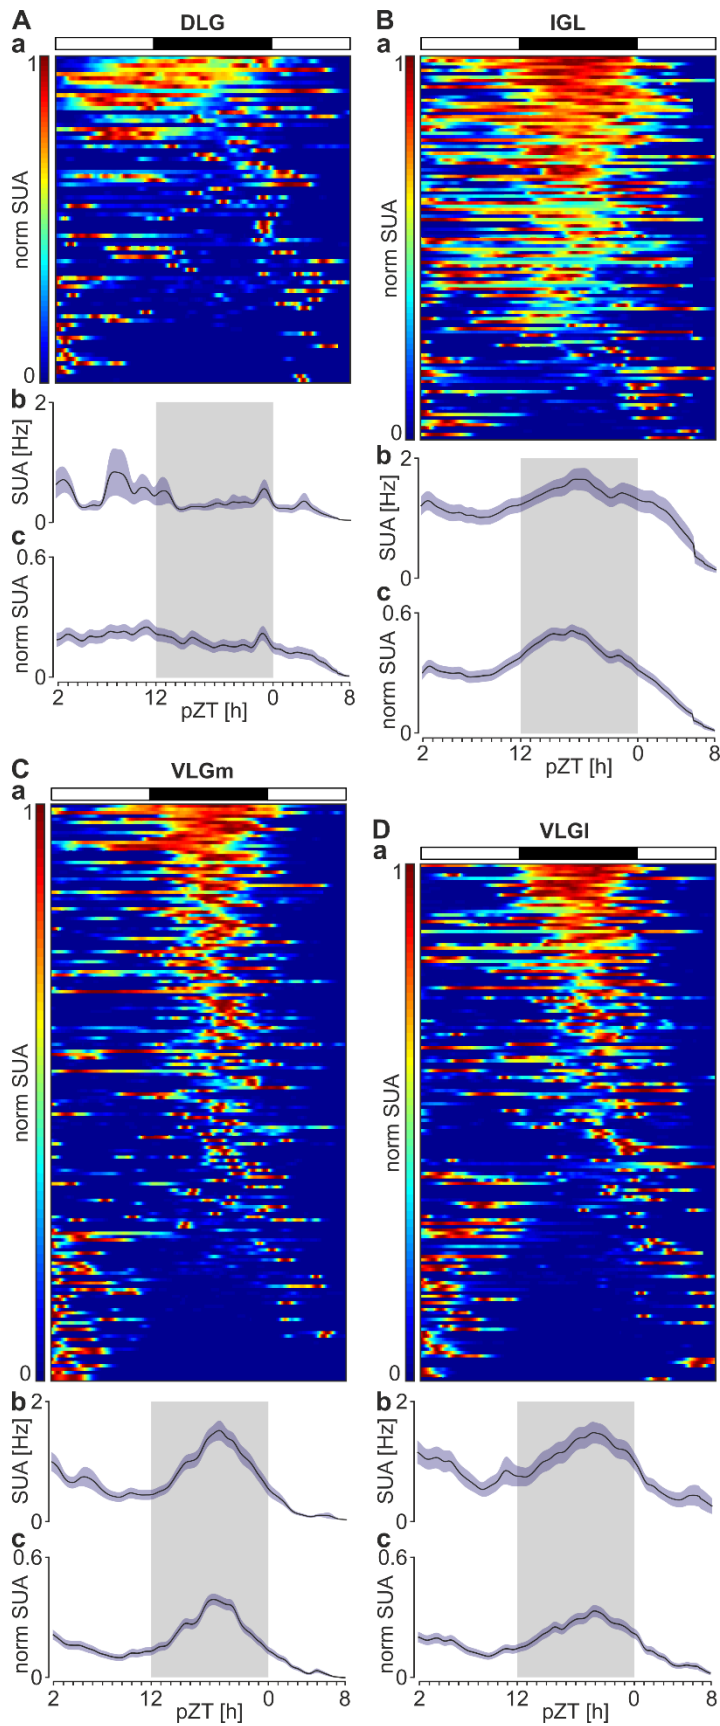 A
DLG
a
1
norm SUA
0
b
2
SUA [Hz]
0
c
0.6
norm SUA
0
2 12 0 8
pZT [h]
B
IGL
a
1
norm SUA
0
b
2
SUA [Hz]
0
c
0.6
norm SUA
0
2 12 0 8
pZT [h]
C
VLGm
a
1
norm SUA
0
b
2
SUA [Hz]
0
c
0.6
norm SUA
0
2 12 0 8
pZT [h]
D
VLGl
a
1
norm SUA
0
b
2
SUA [Hz]
0
c
0.6
norm SUA
0
2 12 0 8
pZT [h]